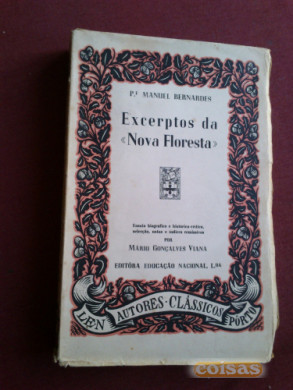 P.ᵉ MANUEL BERNARDES
Excerptos da
«Nova Floresta»
Ensaio biográfico e histórico-crítico,
selecção, notas e índices remissivos
POR
MÁRIO GONÇALVES VIANA
EDITÔRA EDUCAÇÃO NACIONAL, L.DA
L.E.N
AUTORES-CLÁSSICOS
PORTO
coisas